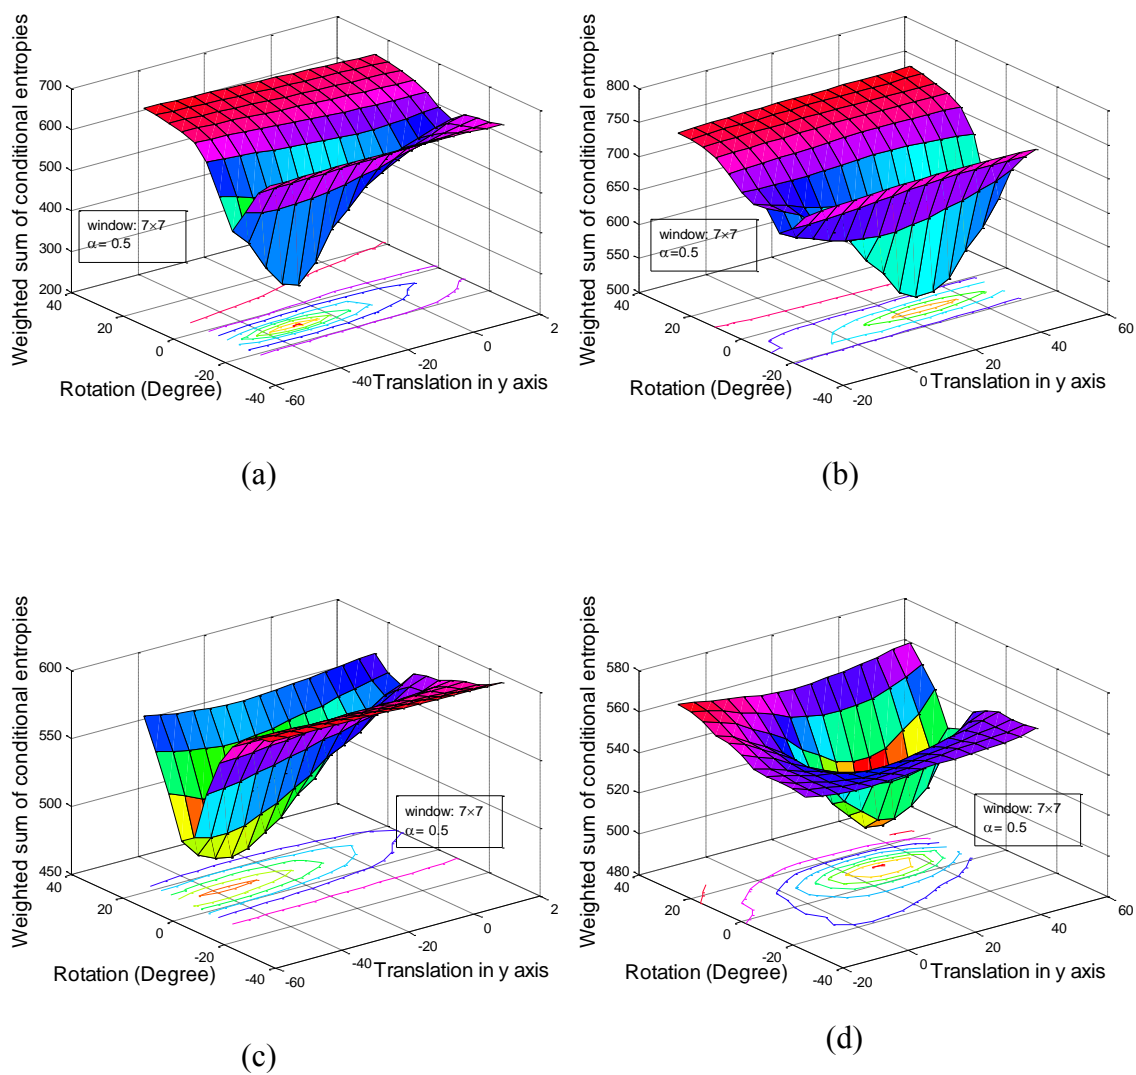 Weighted sum of conditional entropies
700
600
500
400
300
200
40
20
0
-20
-40
-60
-40
-20
0
2
window: 7×7
α = 0.5
Rotation (Degree)
Translation in y axis
(a)
Weighted sum of conditional entropies
800
750
700
650
600
550
500
40
20
0
-20
-40
-20
0
20
40
60
window: 7×7
α=0.5
Rotation (Degree)
Translation in y axis
(b)
Weighted sum of conditional entropies
600
550
500
450
40
20
0
-20
-40
-60
-40
-20
0
2
window: 7×7
α = 0.5
Rotation (Degree)
Translation in y axis
(c)
Weighted sum of conditional entropies
580
560
540
520
500
480
40
20
0
-20
-40
-20
0
20
40
60
window: 7×7
α = 0.5
Rotation (Degree)
Translation in y axis
(d)